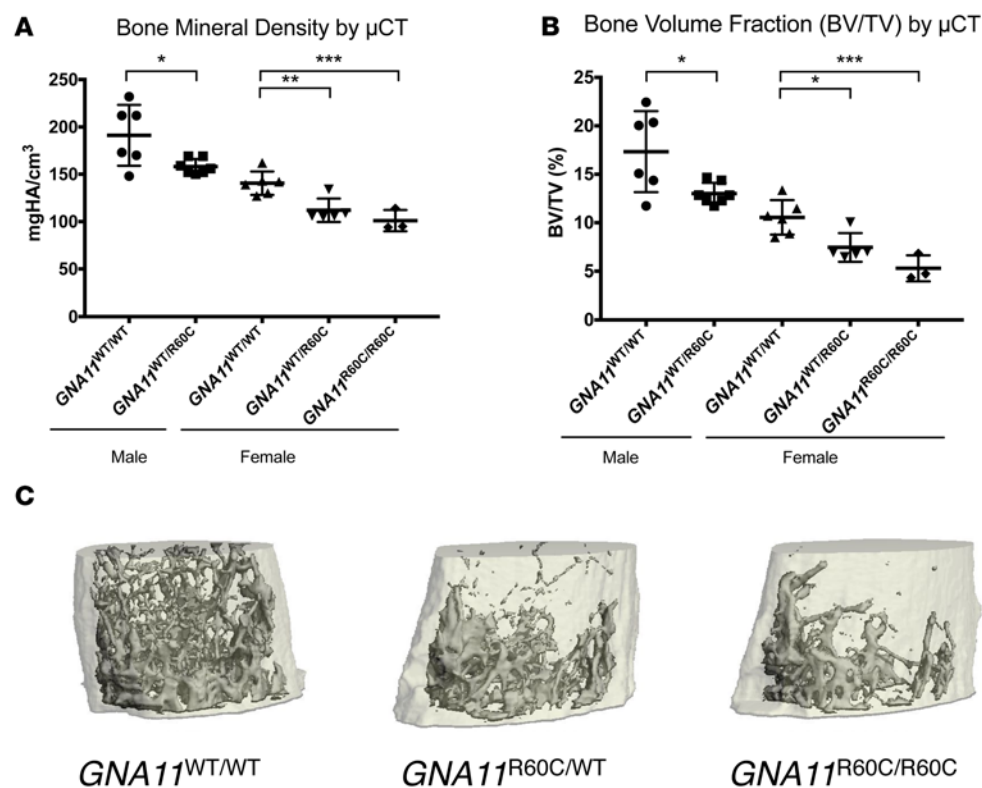 A
Bone Mineral Density by µCT
*
***
**
250
200
150
100
50
0
mgHA/cm3
GNA11WT/WT
GNA11WT/R60C
GNA11WT/WT
GNA11WT/R60C
GNA11R60C/R60C
Male
Female
B
Bone Volume Fraction (BV/TV) by µCT
*
***
*
25
20
15
10
5
0
BV/TV (%)
GNA11WT/WT
GNA11WT/R60C
GNA11WT/WT
GNA11WT/R60C
GNA11R60C/R60C
Male
Female
C
GNA11WT/WT
GNA11R60C/WT
GNA11R60C/R60C